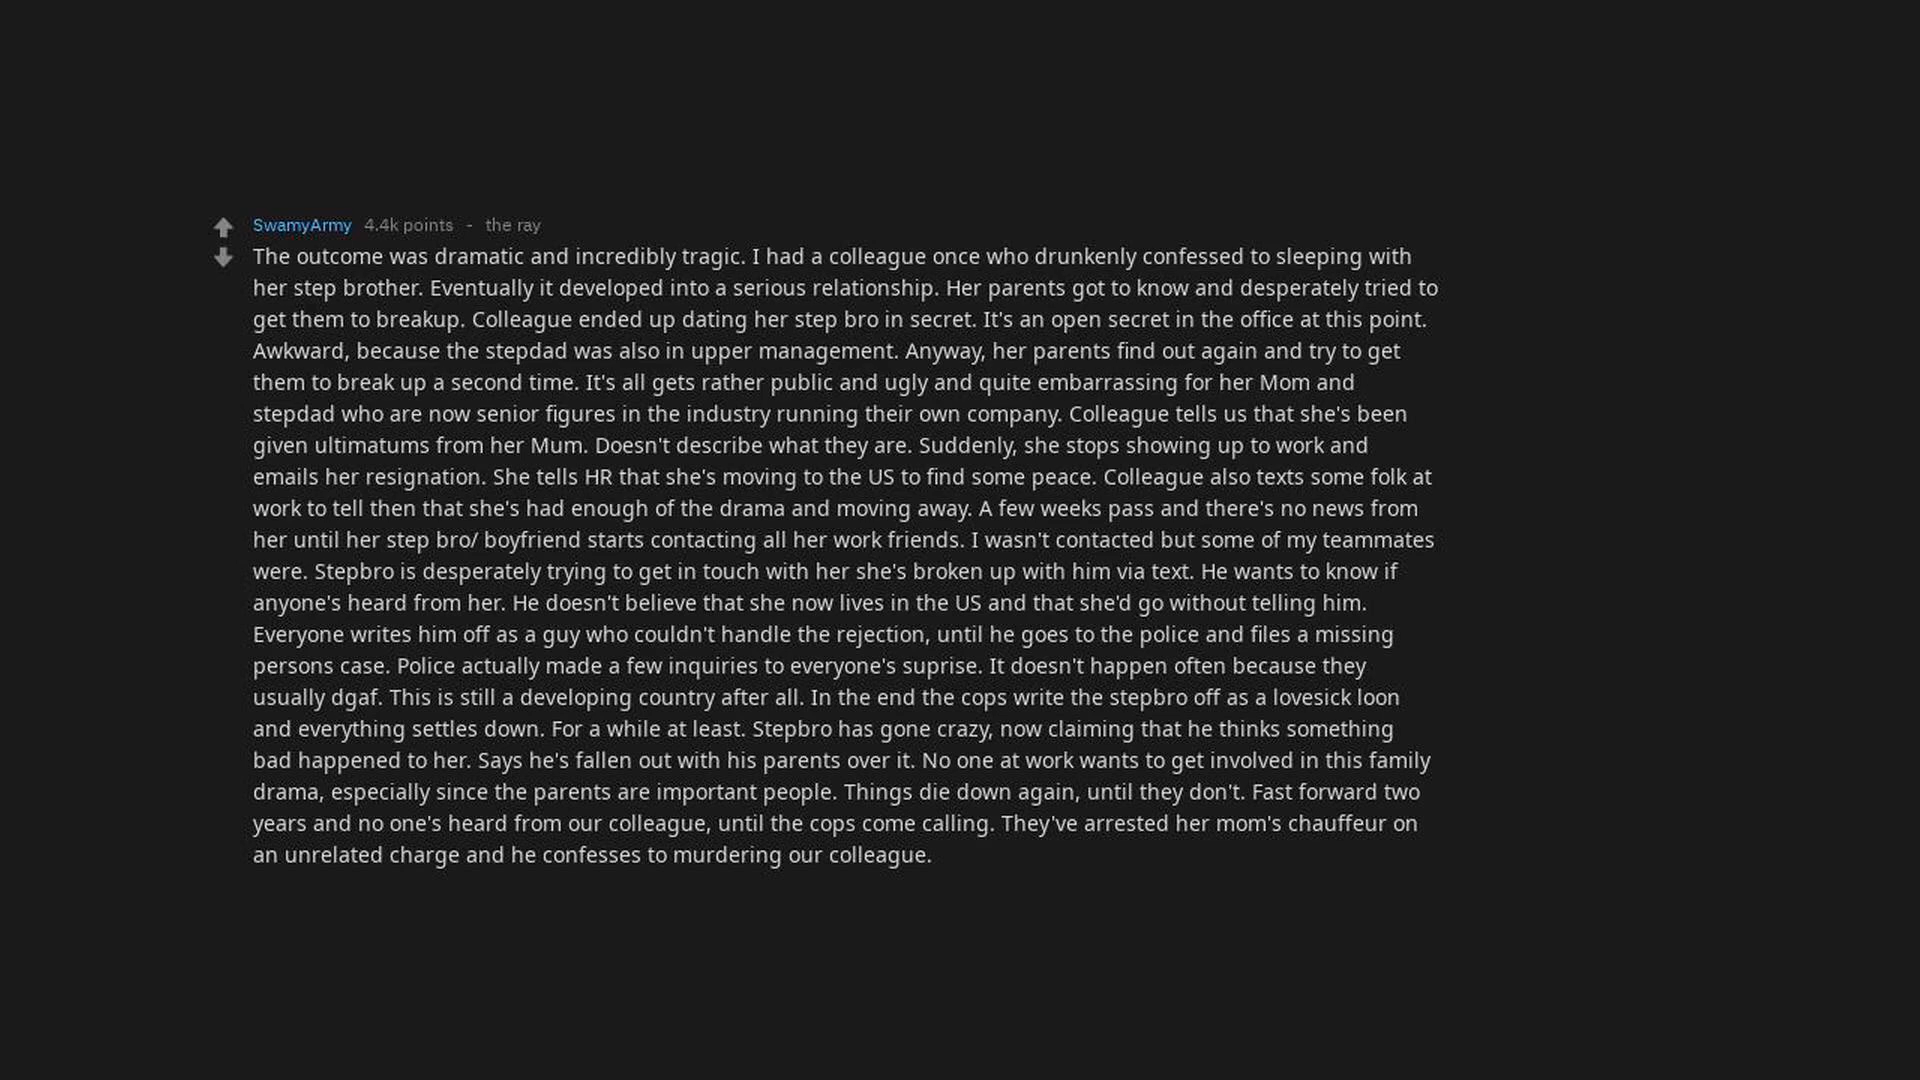 SwamyArmy 4.4k points - the ray
The outcome was dramatic and incredibly tragic. I had a colleague once who drunkenly confessed to sleeping with
her step brother. Eventually it developed into a serious relationship. Her parents got to know and desperately tried to
get them to breakup. Colleague ended up dating her step bro in secret. It's an open secret in the office at this point.
Awkward, because the stepdad was also in upper management. Anyway, her parents find out again and try to get
them to break up a second time. It's all gets rather public and ugly and quite embarrassing for her Mom and
stepdad who are now senior figures in the industry running their own company. Colleague tells us that she's been
given ultimatums from her Mum. Doesn't describe what they are. Suddenly, she stops showing up to work and
emails her resignation. She tells HR that she's moving to the US to find some peace. Colleague also texts some folk at
work to tell then that she's had enough of the drama and moving away. A few weeks pass and there's no news from
her until her step bro/ boyfriend starts contacting all her work friends. I wasn't contacted but some of my teammates
were. Stepbro is desperately trying to get in touch with her she's broken up with him via text. He wants to know if
anyone's heard from her. He doesn't believe that she now lives in the US and that she'd go without telling him.
Everyone writes him off as a guy who couldn't handle the rejection, until he goes to the police and files a missing
persons case. Police actually made a few inquiries to everyone's suprise. It doesn't happen often because they
usually dgaf. This is still a developing country after all. In the end the cops write the stepbro off as a lovesick loon
and everything settles down. For a while at least. Stepbro has gone crazy, now claiming that he thinks something
bad happened to her. Says he's fallen out with his parents over it. No one at work wants to get involved in this family
drama, especially since the parents are important people. Things die down again, until they don't. Fast forward two
years and no one's heard from our colleague, until the cops come calling. They've arrested her mom's chauffeur on
an unrelated charge and he confesses to murdering our colleague.